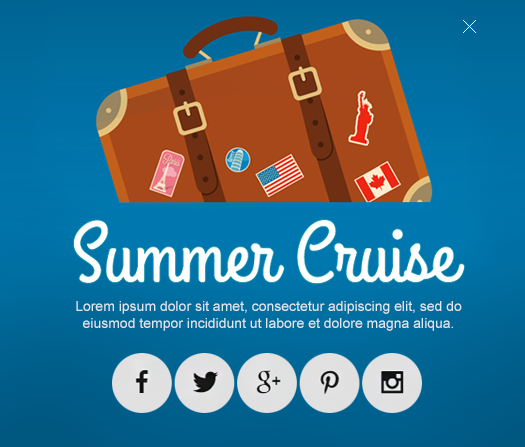 Paris
Summer Cruise
Lorem ipsum dolor sit amet, consectetur adipiscing elit, sed do
eiusmod tempor incididunt ut labore et dolore magna aliqua.
f
g+